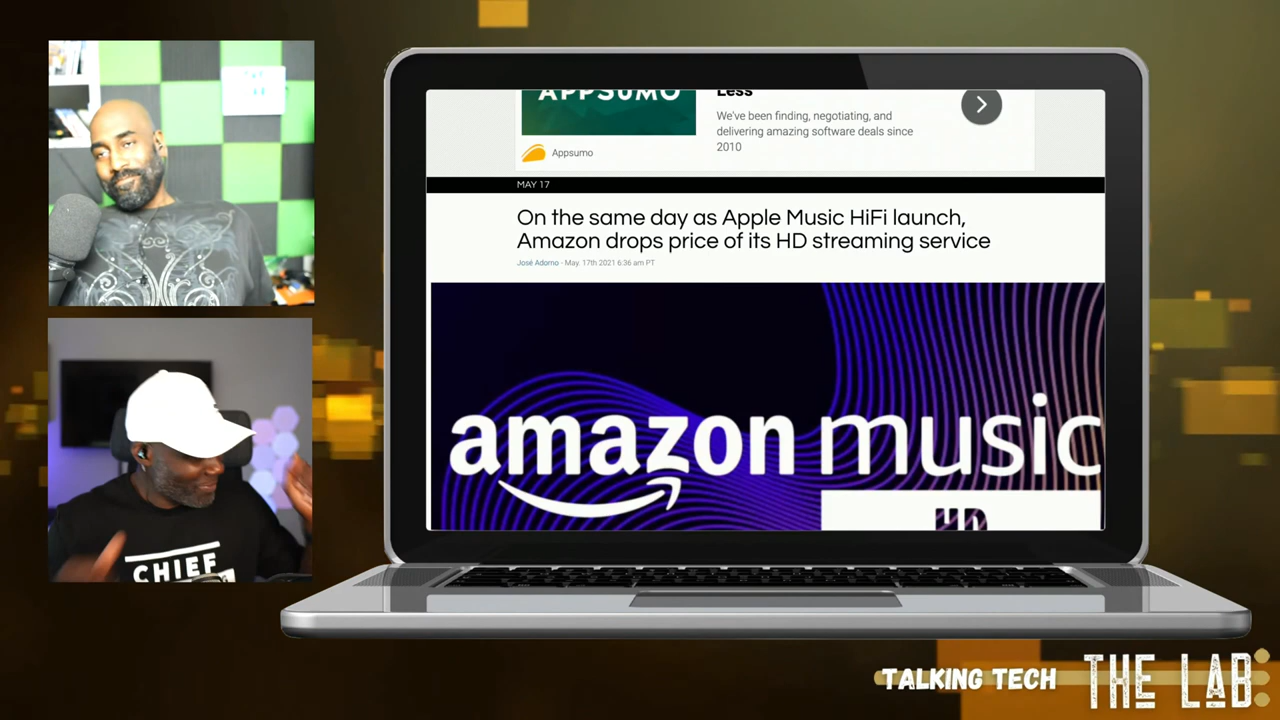 APPSUMO
Less
We've been finding, negotiating, and
delivering amazing software deals since
2010
Appsumo
MAY 17
On the same day as Apple Music HiFi launch,
Amazon drops price of its HD streaming service
José Adorno - May. 17th 2021 6:36 am PT
amazon music
HD
CHIEF
TALKING TECH
THE LAB